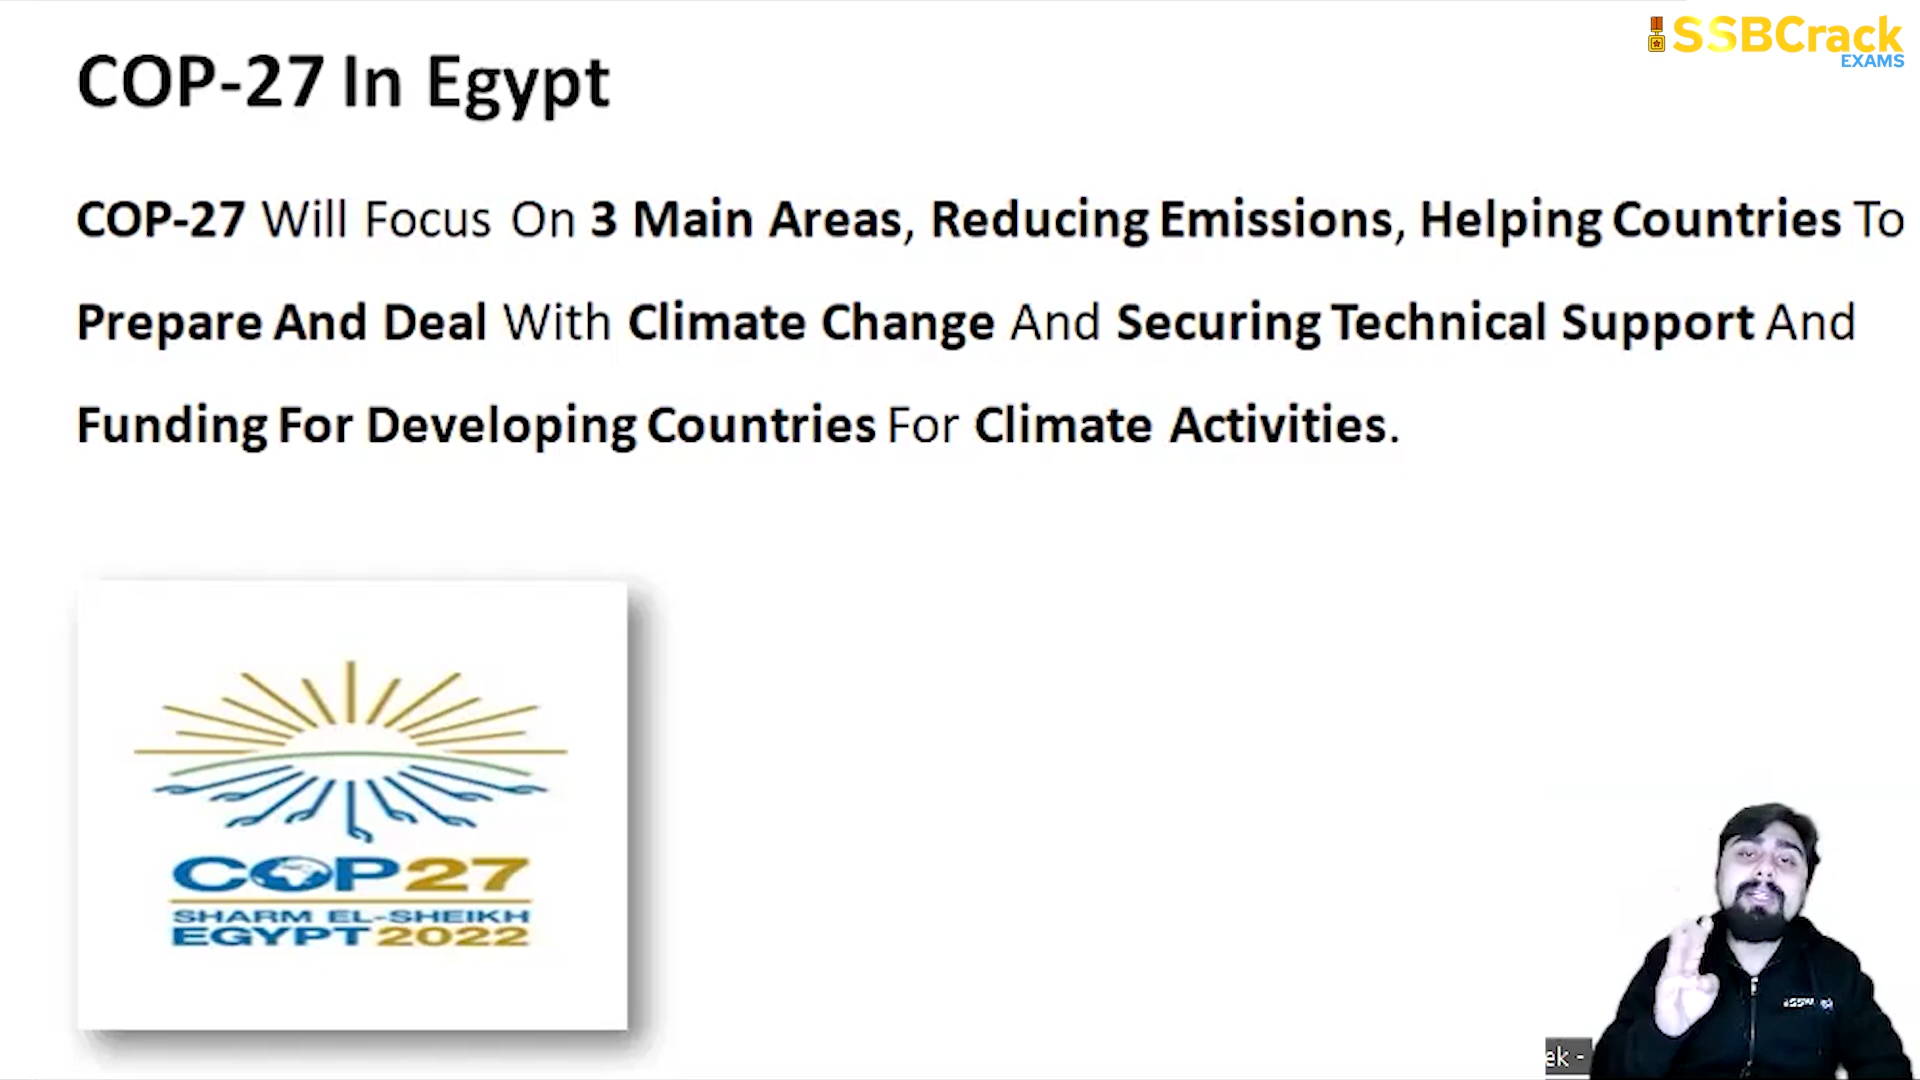 SSBCrack
EXAMS
COP-27 In Egypt
COP-27 Will Focus On 3 Main Areas, Reducing Emissions, Helping Countries To
Prepare And Deal With Climate Change And Securing Technical Support And
Funding For Developing Countries For Climate Activities.
COP27
SHARM EL-SHEIKH
EGYPT 2022
ek -